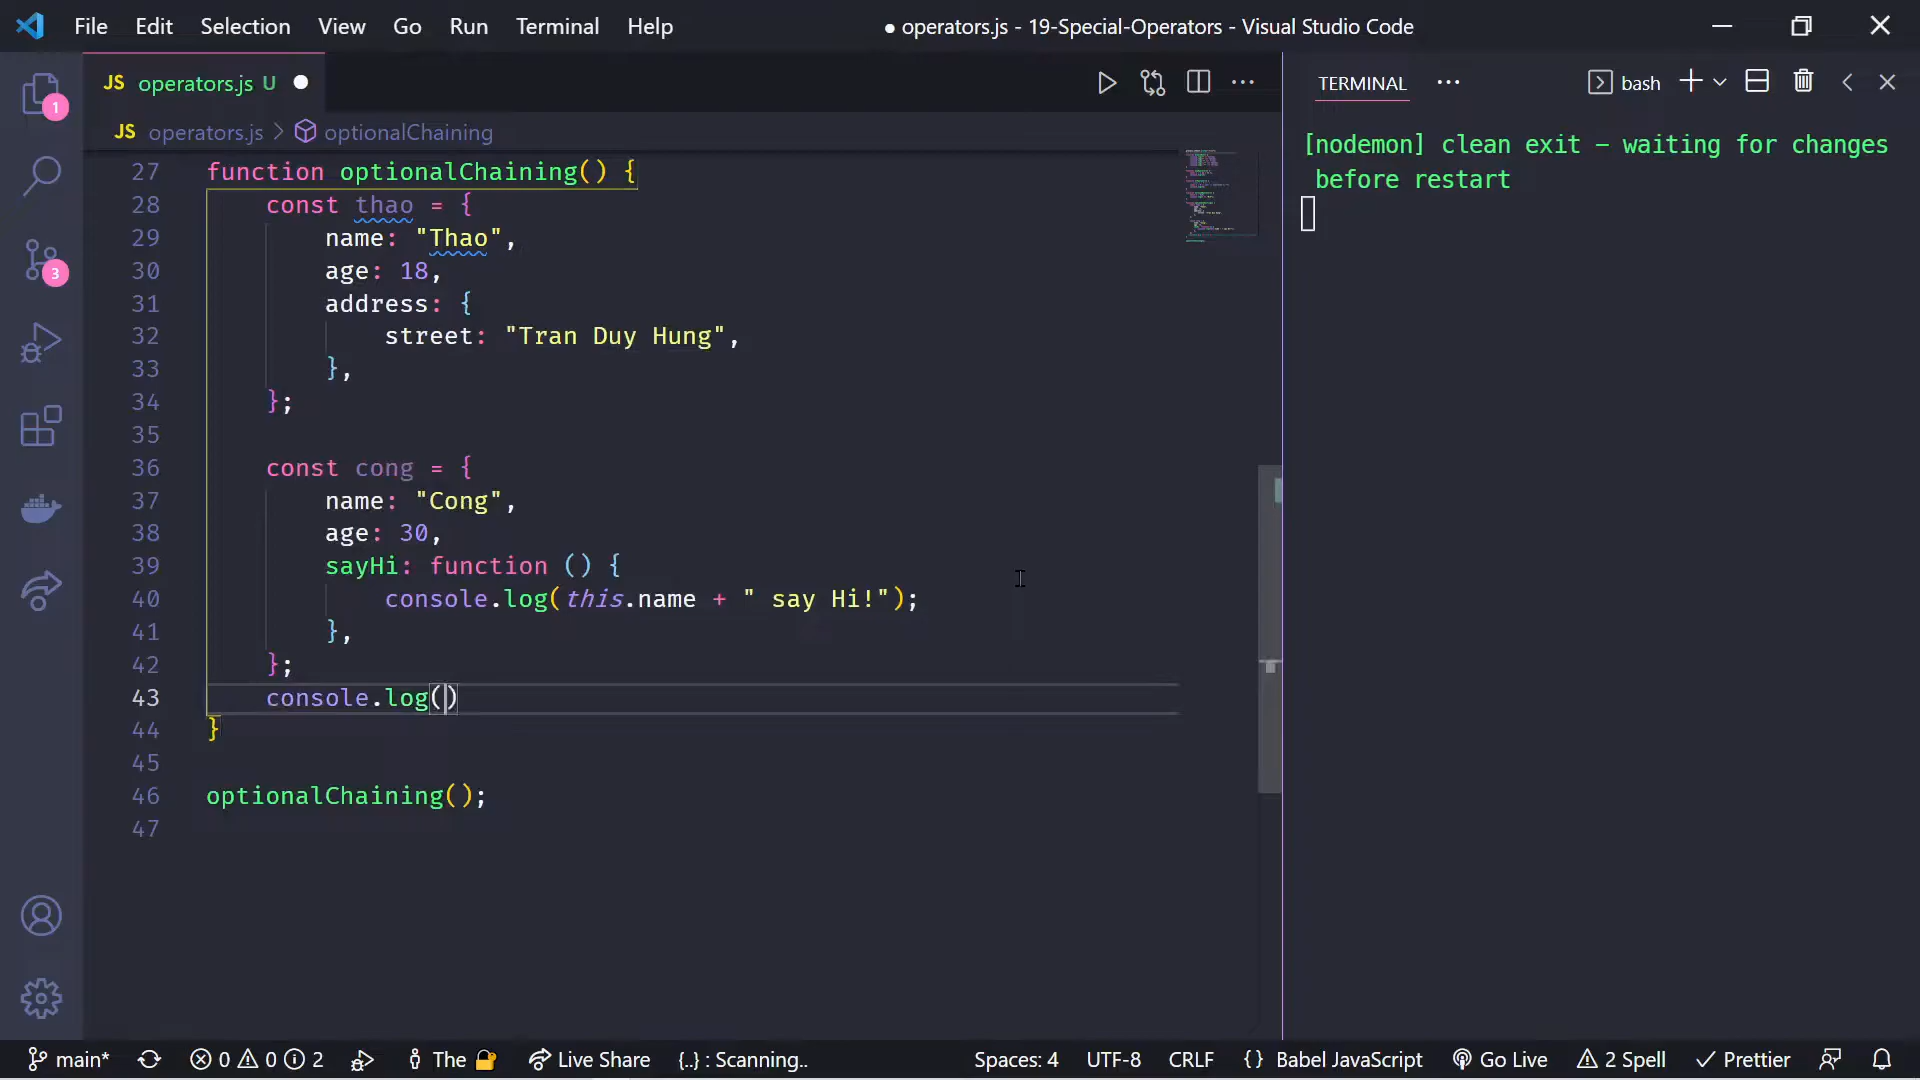 File Edit Selection View Go Run Terminal Help ● operators.js - 19-Special-Operators - Visual Studio Code
JS operators.js U ●
TERMINAL ··· bash
JS operators.js > optionalChaining
[nodemon] clean exit - waiting for changes
before restart
1
3
27 function optionalChaining() {
28 const thao = {
29 name: "Thao",
30 age: 18,
31 address: {
32 street: "Tran Duy Hung",
33 },
34 };
35
36 const cong = {
37 name: "Cong",
38 age: 30,
39 sayHi: function () {
40 console.log(this.name + " say Hi!");
41 },
42 };
43 console.log()
44 }
45
46 optionalChaining();
47
main* 0 0 2 The Live Share {..} : Scanning.. Spaces: 4 UTF-8 CRLF {} Babel JavaScript Go Live 2 Spell Prettier